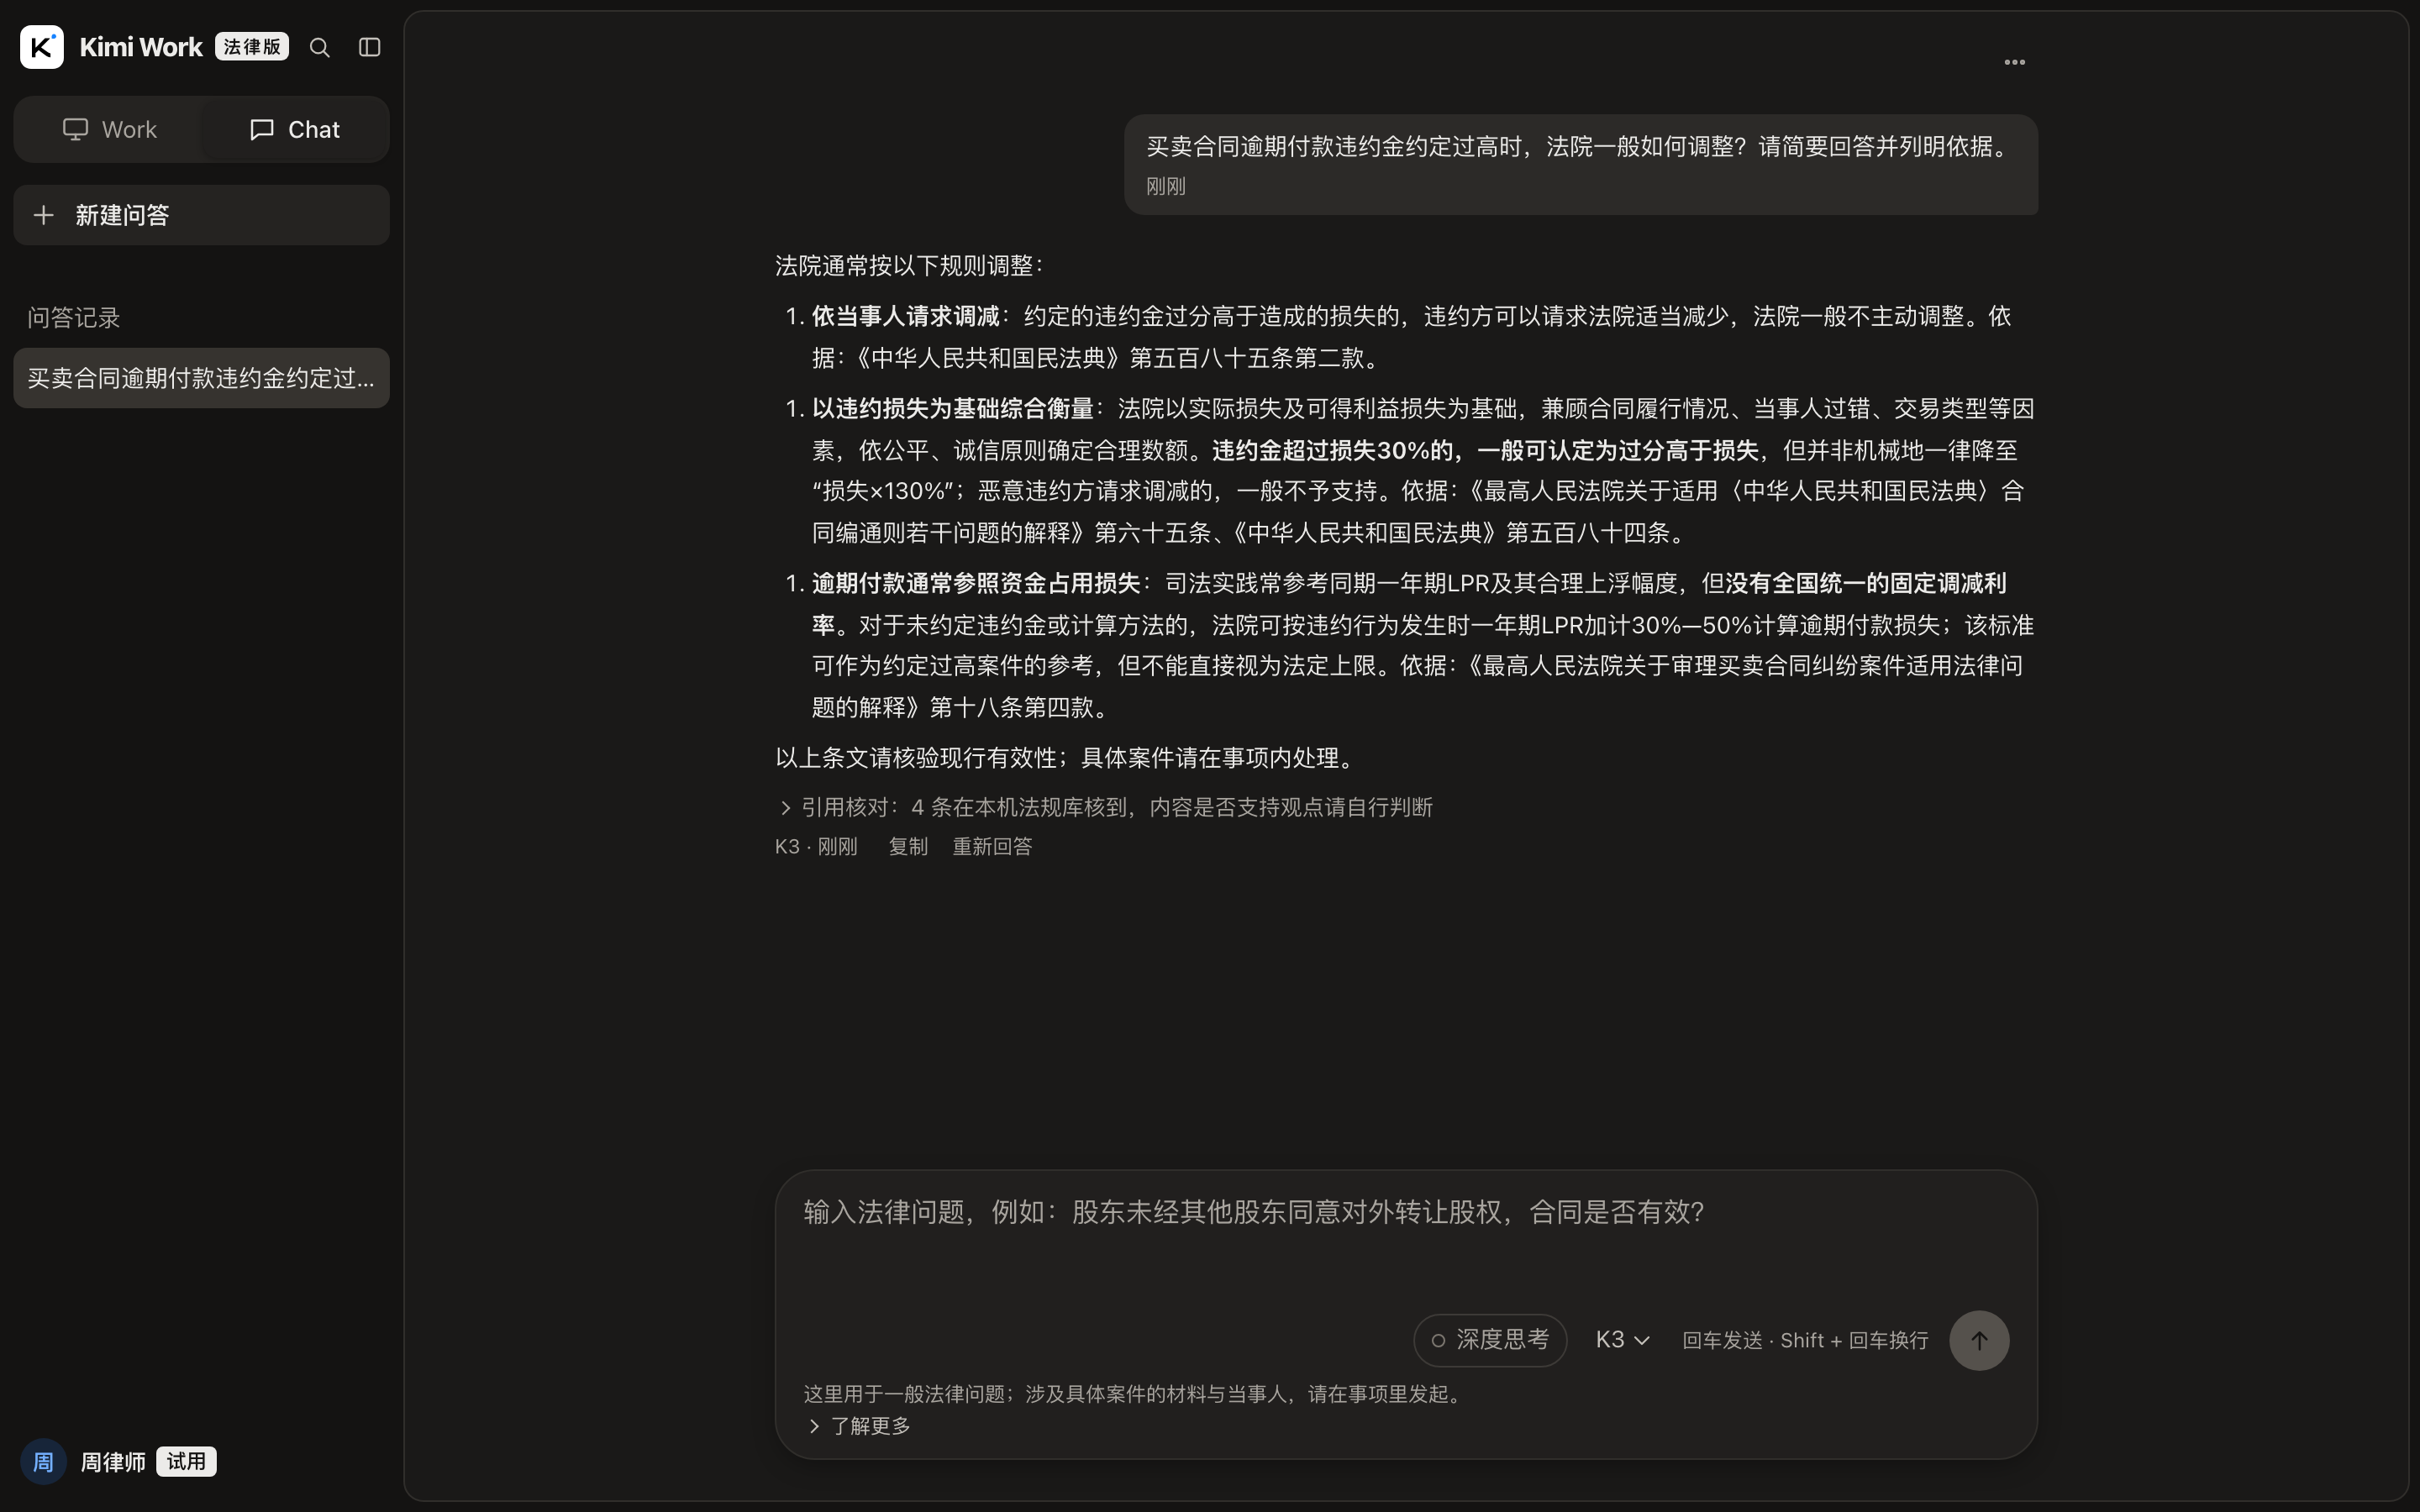 Kimi Work 法律版
Work
Chat
新建问答
问答记录
买卖合同逾期付款违约金约定过...
周 周律师 试用
买卖合同逾期付款违约金约定过高时，法院一般如何调整？请简要回答并列明依据。
刚刚
法院通常按以下规则调整：
1. 依当事人请求调减：约定的违约金过分高于造成的损失的，违约方可以请求法院适当减少，法院一般不主动调整。依
据：《中华人民共和国民法典》第五百八十五条第二款。
1. 以违约损失为基础综合衡量：法院以实际损失及可得利益损失为基础，兼顾合同履行情况、当事人过错、交易类型等因
素，依公平、诚信原则确定合理数额。违约金超过损失30%的，一般可认定为过分高于损失，但并非机械地一律降至
“损失×130%”；恶意违约方请求调减的，一般不予支持。依据：《最高人民法院关于适用〈中华人民共和国民法典〉合
同编通则若干问题的解释》第六十五条、《中华人民共和国民法典》第五百八十四条。
1. 逾期付款通常参照资金占用损失：司法实践常参考同期一年期LPR及其合理上浮幅度，但没有全国统一的固定调减利
率。对于未约定违约金或计算方法的，法院可按违约行为发生时一年期LPR加计30%—50%计算逾期付款损失；该标准
可作为约定过高案件的参考，但不能直接视为法定上限。依据：《最高人民法院关于审理买卖合同纠纷案件适用法律问
题的解释》第十八条第四款。
以上条文请核验现行有效性；具体案件请在事项内处理。
引用核对：4 条在本机法规库核到，内容是否支持观点请自行判断
K3 · 刚刚 复制 重新回答
输入法律问题，例如：股东未经其他股东同意对外转让股权，合同是否有效？
深度思考 K3 回车发送 · Shift + 回车换行
这里用于一般法律问题；涉及具体案件的材料与当事人，请在事项里发起。
了解更多